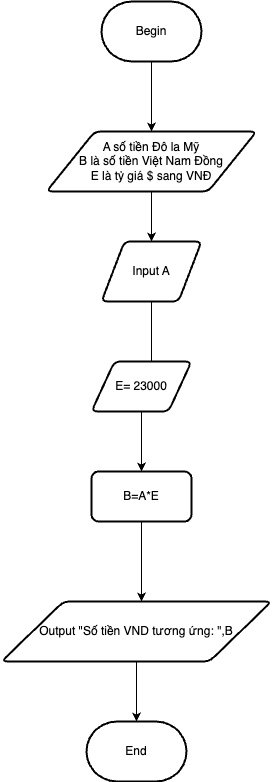 Begin
A số tiền Đô la Mỹ
B là số tiền Việt Nam Đồng
E là tỷ giá $ sang VNĐ
Input A
E= 23000
B=A*E
Output "Số tiền VND tương ứng: ",B
End